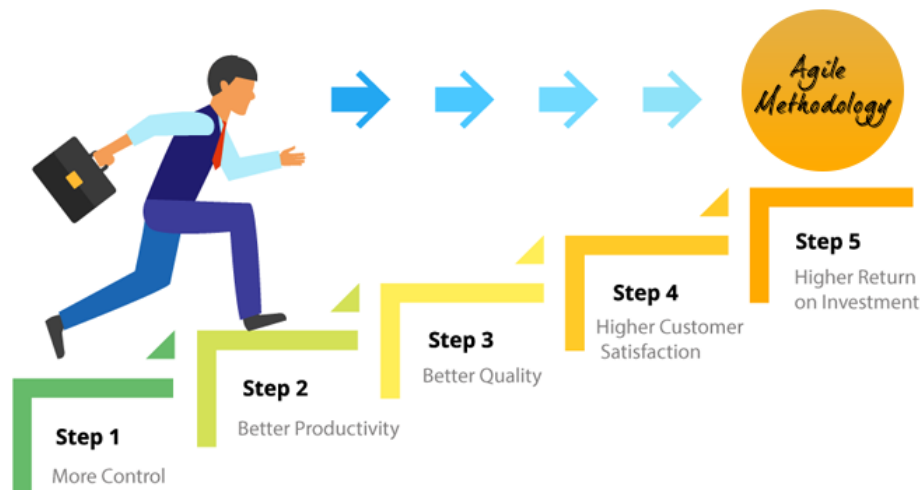 Agile
Methodology
Step 1
More Control
Step 2
Better Productivity
Step 3
Better Quality
Step 4
Higher Customer
Satisfaction
Step 5
Higher Return
on Investment